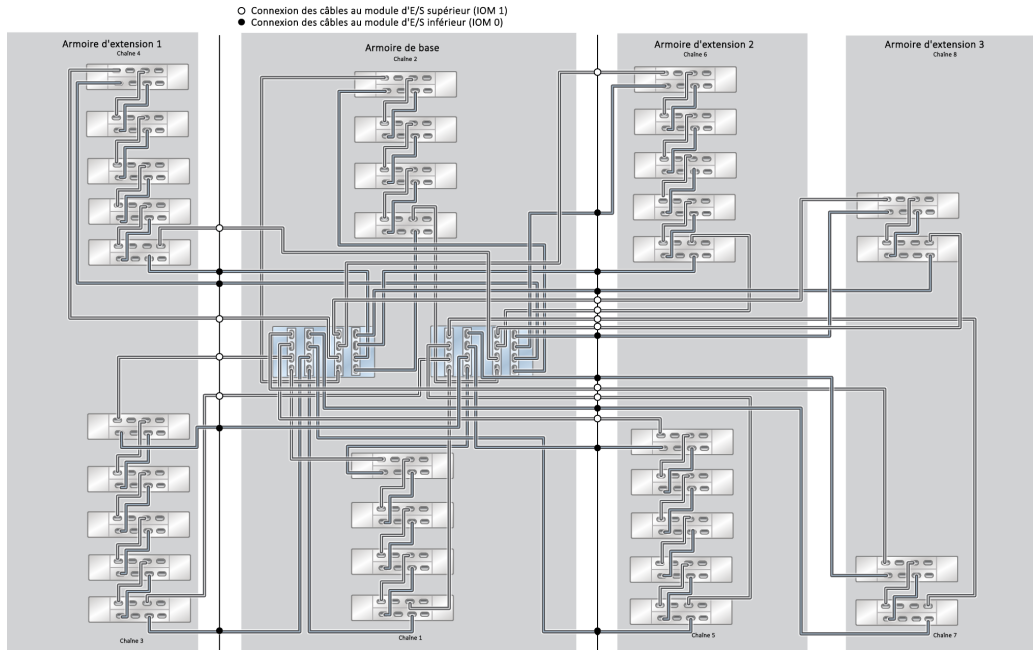 Connexion des câbles au module d'E/S supérieur (IOM 1)
Connexion des câbles au module d'E/S inférieur (IOM 0)
Armoire d'extension 1
Chaîne 4
Armoire de base
Chaîne 2
Armoire d'extension 2
Chaîne 6
Armoire d'extension 3
Chaîne 8
Chaîne 3
Chaîne 1
Chaîne 5
Chaîne 7